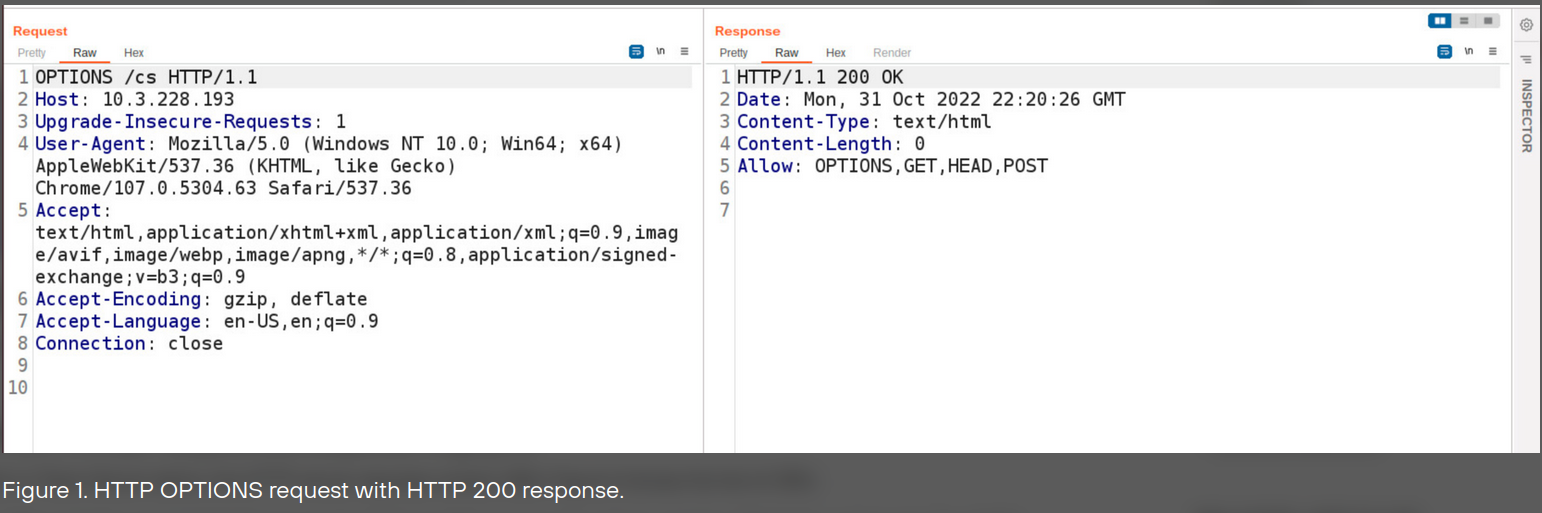 Request
Pretty Raw Hex
\n
1 OPTIONS /cs HTTP/1.1
2 Host: 10.3.228.193
3 Upgrade-Insecure-Requests: 1
4 User-Agent: Mozilla/5.0 (Windows NT 10.0; Win64; x64)
AppleWebKit/537.36 (KHTML, like Gecko)
Chrome/107.0.5304.63 Safari/537.36
5 Accept:
text/html,application/xhtml+xml,application/xml;q=0.9,imag
e/avif,image/webp,image/apng,*/*;q=0.8,application/signed-
exchange;v=b3;q=0.9
6 Accept-Encoding: gzip, deflate
7 Accept-Language: en-US,en;q=0.9
8 Connection: close
9
10
Response
Pretty Raw Hex Render
\n
1 HTTP/1.1 200 OK
2 Date: Mon, 31 Oct 2022 22:20:26 GMT
3 Content-Type: text/html
4 Content-Length: 0
5 Allow: OPTIONS,GET,HEAD,POST
6
7
INSPECTOR
Figure 1. HTTP OPTIONS request with HTTP 200 response.